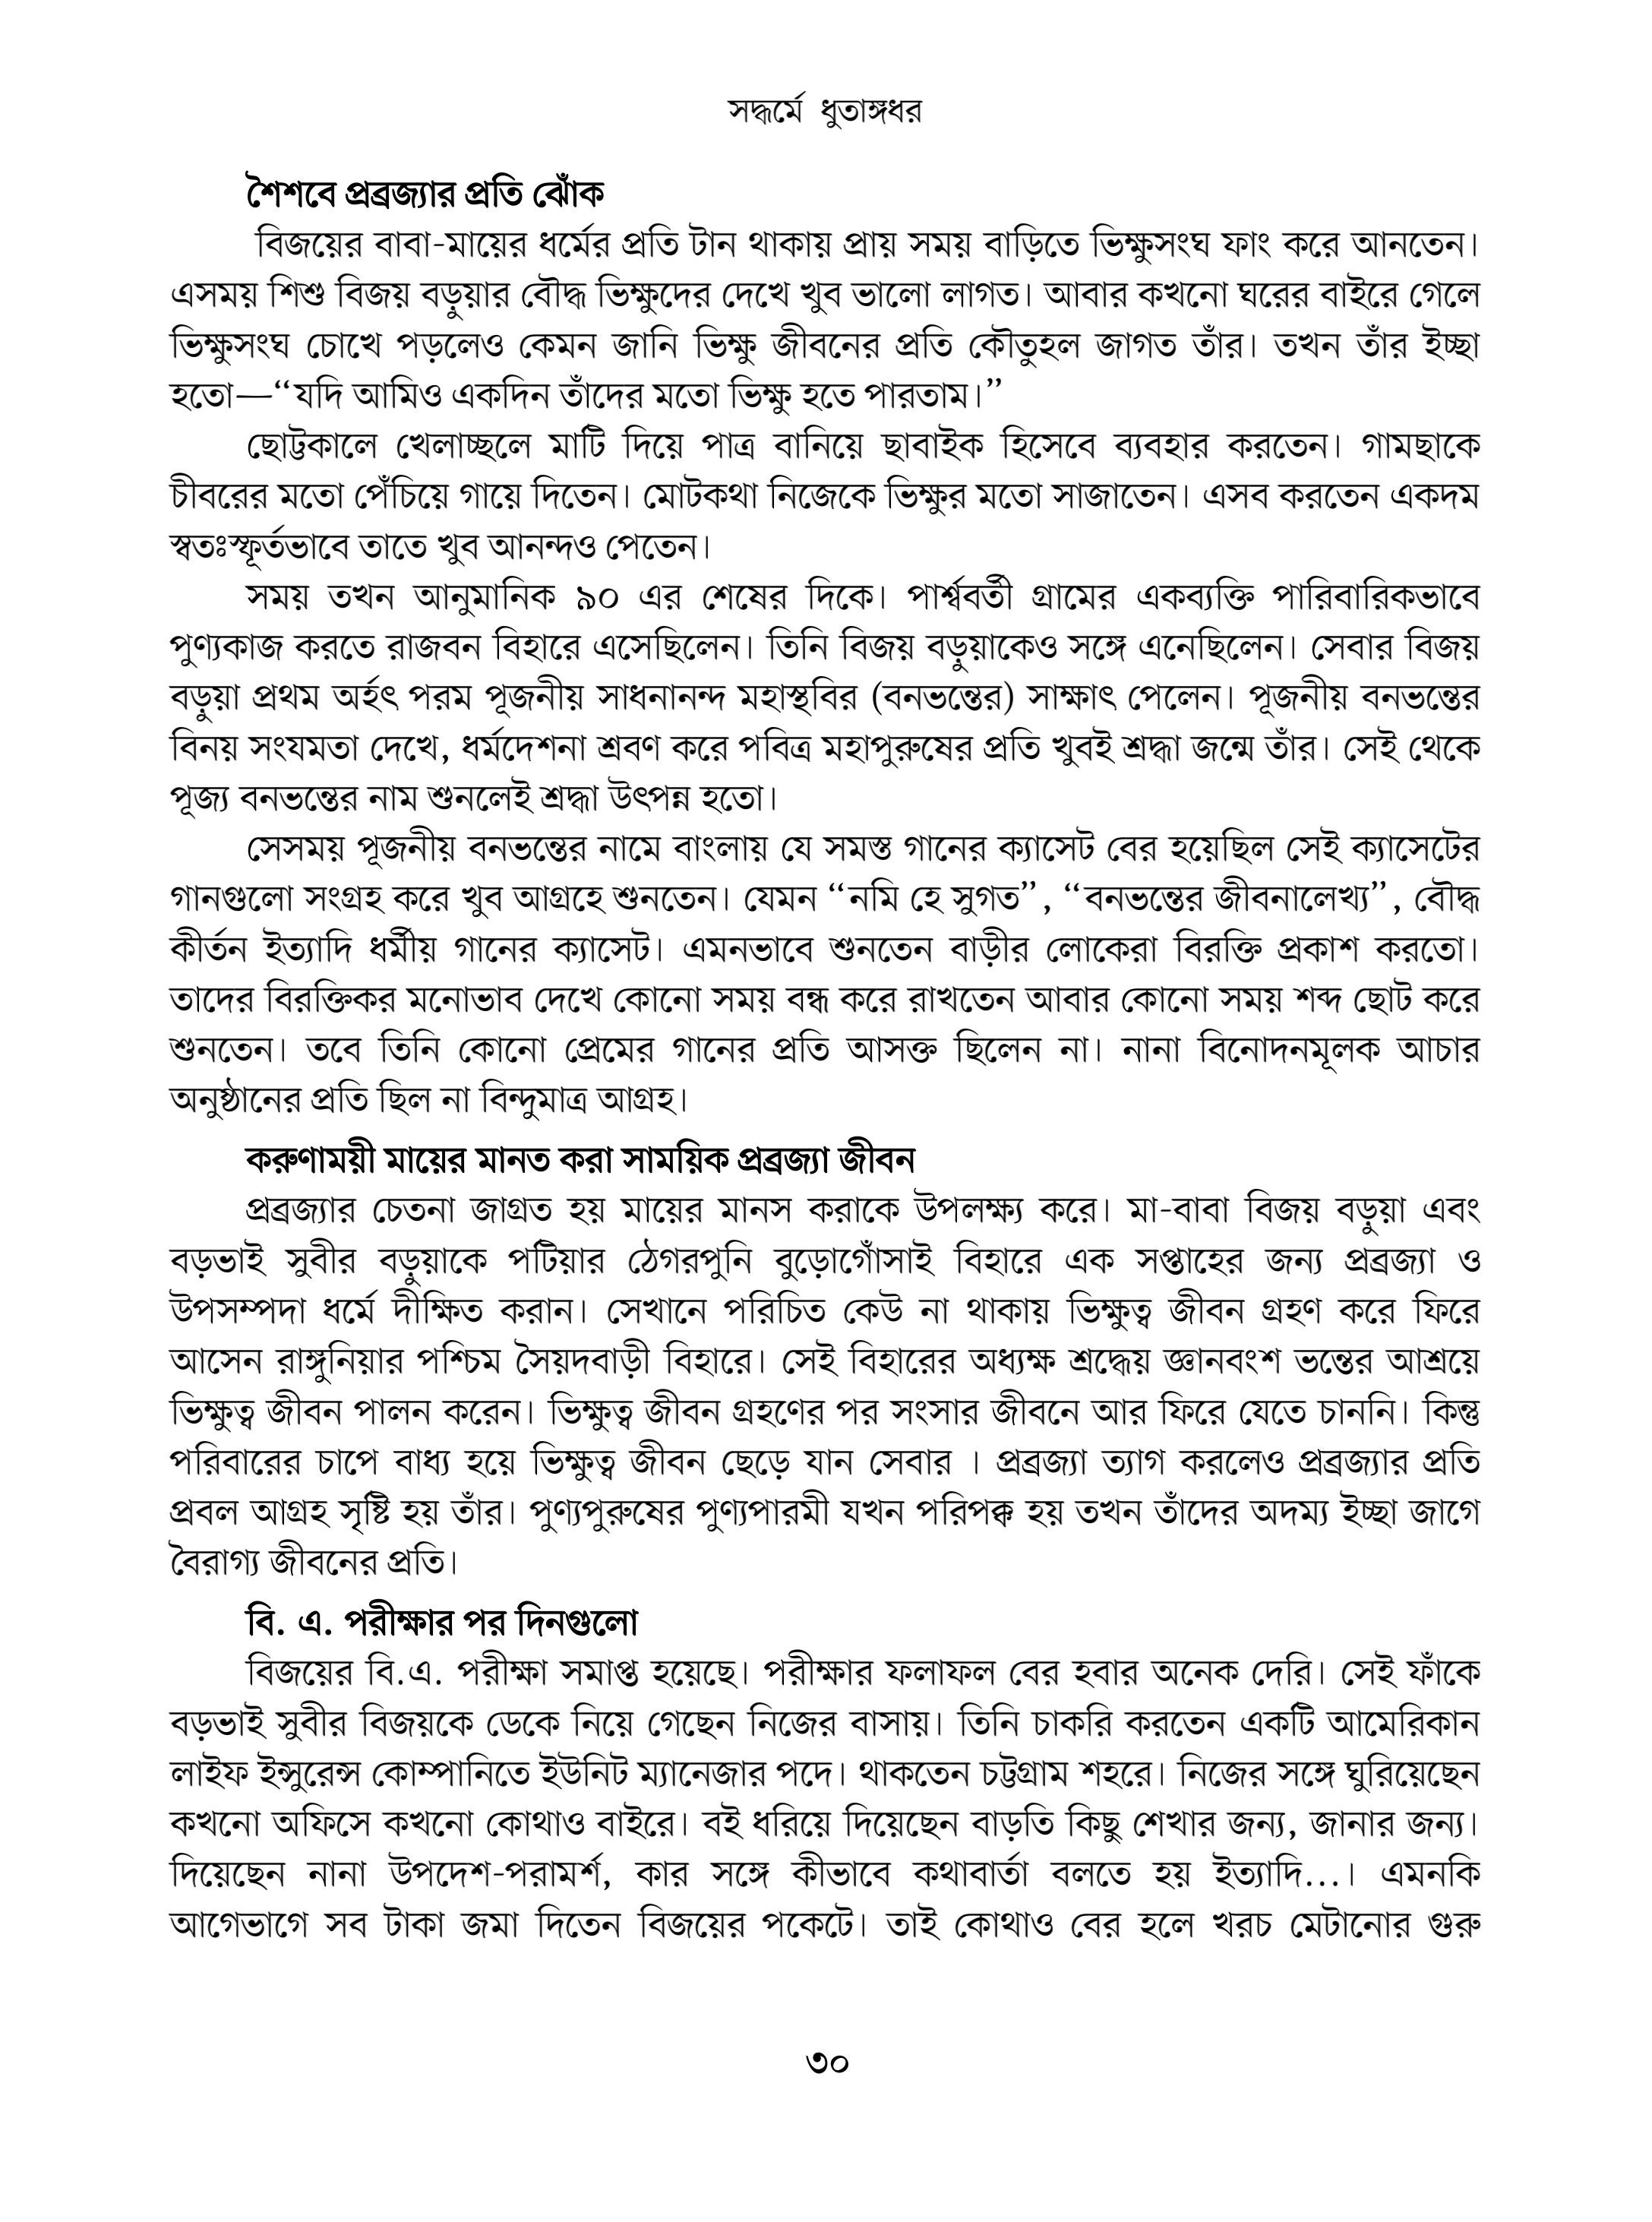 সদ্ধর্মে ধুতাঙ্গধর
শৈশবে প্রব্রজ্যার প্রতি ঝোঁক
বিজয়ের বাবা-মায়ের ধর্মের প্রতি টান থাকায় প্রায় সময় বাড়িতে ভিক্ষুসংঘ ফাং করে আনতেন।
এসময় শিশু বিজয় বড়ুয়ার বৌদ্ধ ভিক্ষুদের দেখে খুব ভালো লাগত। আবার কখনো ঘরের বাইরে গেলে
ভিক্ষুসংঘ চোখে পড়লেও কেমন জানি ভিক্ষু জীবনের প্রতি কৌতুহল জাগত তাঁর। তখন তাঁর ইচ্ছা
হতো—“যদি আমিও একদিন তাঁদের মতো ভিক্ষু হতে পারতাম।”
ছোট্টকালে খেলাচ্ছলে মাটি দিয়ে পাত্র বানিয়ে ছাবাইক হিসেবে ব্যবহার করতেন। গামছাকে
চীবরের মতো পেঁচিয়ে গায়ে দিতেন। মোটকথা নিজেকে ভিক্ষুর মতো সাজাতেন। এসব করতেন একদম
স্বতঃস্ফূর্তভাবে তাতে খুব আনন্দও পেতেন।
সময় তখন আনুমানিক ৯০ এর শেষের দিকে। পার্শ্ববর্তী গ্রামের একব্যক্তি পারিবারিকভাবে
পুণ্যকাজ করতে রাজবন বিহারে এসেছিলেন। তিনি বিজয় বড়ুয়াকেও সঙ্গে এনেছিলেন। সেবার বিজয়
বড়ুয়া প্রথম অর্হৎ পরম পূজনীয় সাধনানন্দ মহাস্থবির (বনভন্তের) সাক্ষাৎ পেলেন। পূজনীয় বনভন্তের
বিনয় সংযমতা দেখে, ধর্মদেশনা শ্রবণ করে পবিত্র মহাপুরুষের প্রতি খুবই শ্রদ্ধা জন্মে তাঁর। সেই থেকে
পূজ্য বনভন্তের নাম শুনলেই শ্রদ্ধা উৎপন্ন হতো।
সেসময় পূজনীয় বনভন্তের নামে বাংলায় যে সমস্ত গানের ক্যাসেট বের হয়েছিল সেই ক্যাসেটের
গানগুলো সংগ্রহ করে খুব আগ্রহে শুনতেন। যেমন “নমি হে সুগত”, “বনভন্তের জীবনালেখ্য”, বৌদ্ধ
কীর্তন ইত্যাদি ধর্মীয় গানের ক্যাসেট। এমনভাবে শুনতেন বাড়ীর লোকেরা বিরক্তি প্রকাশ করতো।
তাদের বিরক্তিকর মনোভাব দেখে কোনো সময় বন্ধ করে রাখতেন আবার কোনো সময় শব্দ ছোট করে
শুনতেন। তবে তিনি কোনো প্রেমের গানের প্রতি আসক্ত ছিলেন না। নানা বিনোদনমূলক আচার
অনুষ্ঠানের প্রতি ছিল না বিন্দুমাত্র আগ্রহ।
করুণাময়ী মায়ের মানত করা সাময়িক প্রব্রজ্যা জীবন
প্রব্রজ্যার চেতনা জাগ্রত হয় মায়ের মানস করাকে উপলক্ষ্য করে। মা-বাবা বিজয় বড়ুয়া এবং
বড়ভাই সুবীর বড়ুয়াকে পটিয়ার ঠেগরপুনি বুড়োগোঁসাই বিহারে এক সপ্তাহের জন্য প্রব্রজ্যা ও
উপসম্পদা ধর্মে দীক্ষিত করান। সেখানে পরিচিত কেউ না থাকায় ভিক্ষুত্ব জীবন গ্রহণ করে ফিরে
আসেন রাঙ্গুনিয়ার পশ্চিম সৈয়দবাড়ী বিহারে। সেই বিহারের অধ্যক্ষ শ্রদ্ধেয় জ্ঞানবংশ ভন্তের আশ্রয়ে
ভিক্ষুত্ব জীবন পালন করেন। ভিক্ষুত্ব জীবন গ্রহণের পর সংসার জীবনে আর ফিরে যেতে চাননি। কিন্তু
পরিবারের চাপে বাধ্য হয়ে ভিক্ষুত্ব জীবন ছেড়ে যান সেবার । প্রব্রজ্যা ত্যাগ করলেও প্রব্রজ্যার প্রতি
প্রবল আগ্রহ সৃষ্টি হয় তাঁর। পুণ্যপুরুষের পুণ্যপারমী যখন পরিপক্ক হয় তখন তাঁদের অদম্য ইচ্ছা জাগে
বৈরাগ্য জীবনের প্রতি।
বি. এ. পরীক্ষার পর দিনগুলো
বিজয়ের বি.এ. পরীক্ষা সমাপ্ত হয়েছে। পরীক্ষার ফলাফল বের হবার অনেক দেরি। সেই ফাঁকে
বড়ভাই সুবীর বিজয়কে ডেকে নিয়ে গেছেন নিজের বাসায়। তিনি চাকরি করতেন একটি আমেরিকান
লাইফ ইন্সুরেন্স কোম্পানিতে ইউনিট ম্যানেজার পদে। থাকতেন চট্টগ্রাম শহরে। নিজের সঙ্গে ঘুরিয়েছেন
কখনো অফিসে কখনো কোথাও বাইরে। বই ধরিয়ে দিয়েছেন বাড়তি কিছু শেখার জন্য, জানার জন্য।
দিয়েছেন নানা উপদেশ-পরামর্শ, কার সঙ্গে কীভাবে কথাবার্তা বলতে হয় ইত্যাদি...। এমনকি
আগেভাগে সব টাকা জমা দিতেন বিজয়ের পকেটে। তাই কোথাও বের হলে খরচ মেটানোর গুরু
৩০